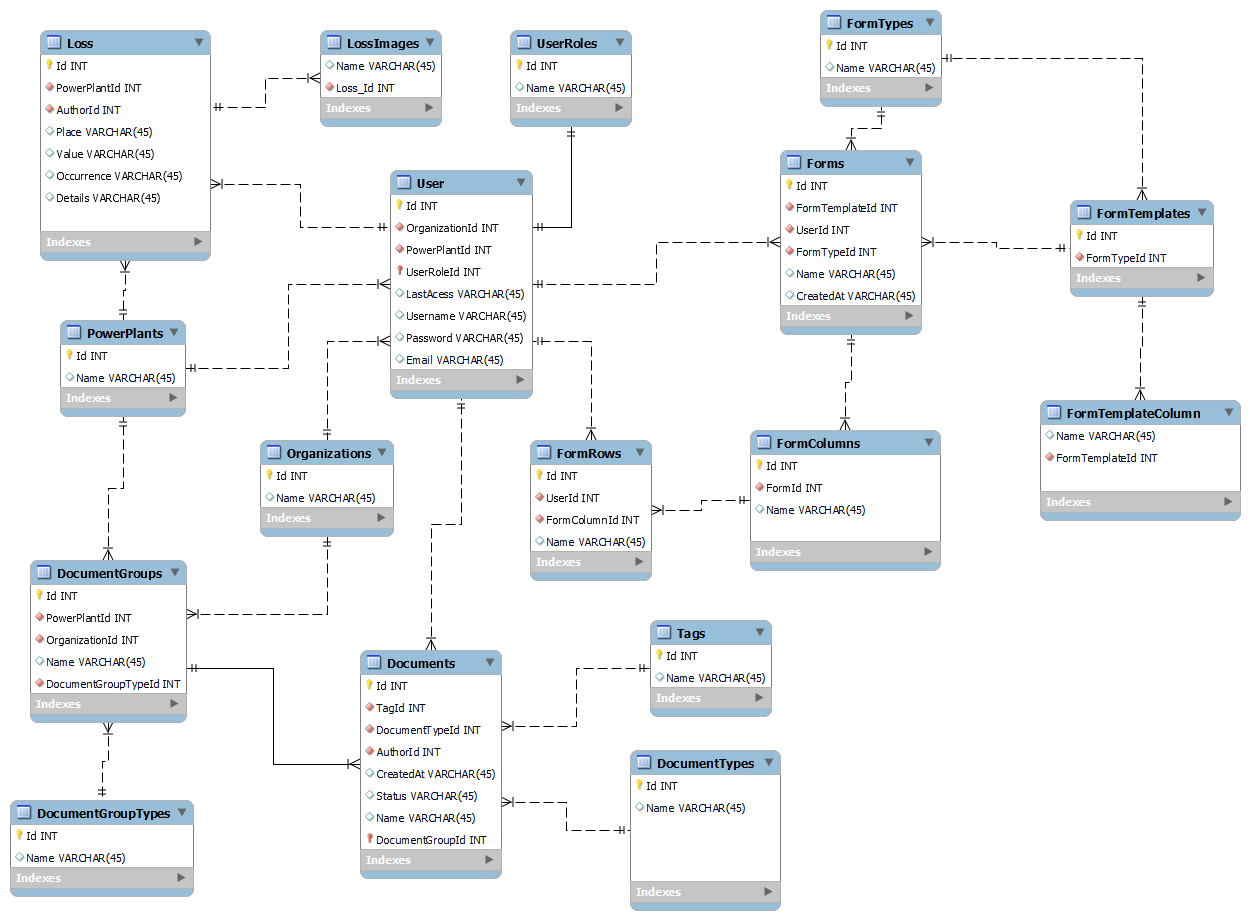 Loss
Id INT
PowerPlantId INT
AuthorId INT
Place VARCHAR(45)
Value VARCHAR(45)
Occurrence VARCHAR(45)
Details VARCHAR(45)
Indexes
LossImages
Name VARCHAR(45)
Loss_Id INT
Indexes
UserRoles
Id INT
Name VARCHAR(45)
Indexes
FormTypes
Id INT
Name VARCHAR(45)
Indexes
User
Id INT
OrganizationId INT
PowerPlantId INT
UserRoleId INT
LastAcess VARCHAR(45)
Username VARCHAR(45)
Password VARCHAR(45)
Email VARCHAR(45)
Indexes
Forms
Id INT
FormTemplateId INT
UserId INT
FormTypeId INT
Name VARCHAR(45)
CreatedAt VARCHAR(45)
Indexes
FormTemplates
Id INT
FormTypeId INT
Indexes
PowerPlants
Id INT
Name VARCHAR(45)
Indexes
Organizations
Id INT
Name VARCHAR(45)
Indexes
FormRows
Id INT
UserId INT
FormColumnId INT
Name VARCHAR(45)
Indexes
FormColumns
Id INT
FormId INT
Name VARCHAR(45)
Indexes
FormTemplateColumn
Name VARCHAR(45)
FormTemplateId INT
Indexes
DocumentGroups
Id INT
PowerPlantId INT
OrganizationId INT
Name VARCHAR(45)
DocumentGroupTypeId INT
Indexes
Documents
Id INT
TagId INT
DocumentTypeId INT
AuthorId INT
CreatedAt VARCHAR(45)
Status VARCHAR(45)
Name VARCHAR(45)
DocumentGroupId INT
Indexes
Tags
Id INT
Name VARCHAR(45)
Indexes
DocumentTypes
Id INT
Name VARCHAR(45)
Indexes
DocumentGroupTypes
Id INT
Name VARCHAR(45)
Indexes